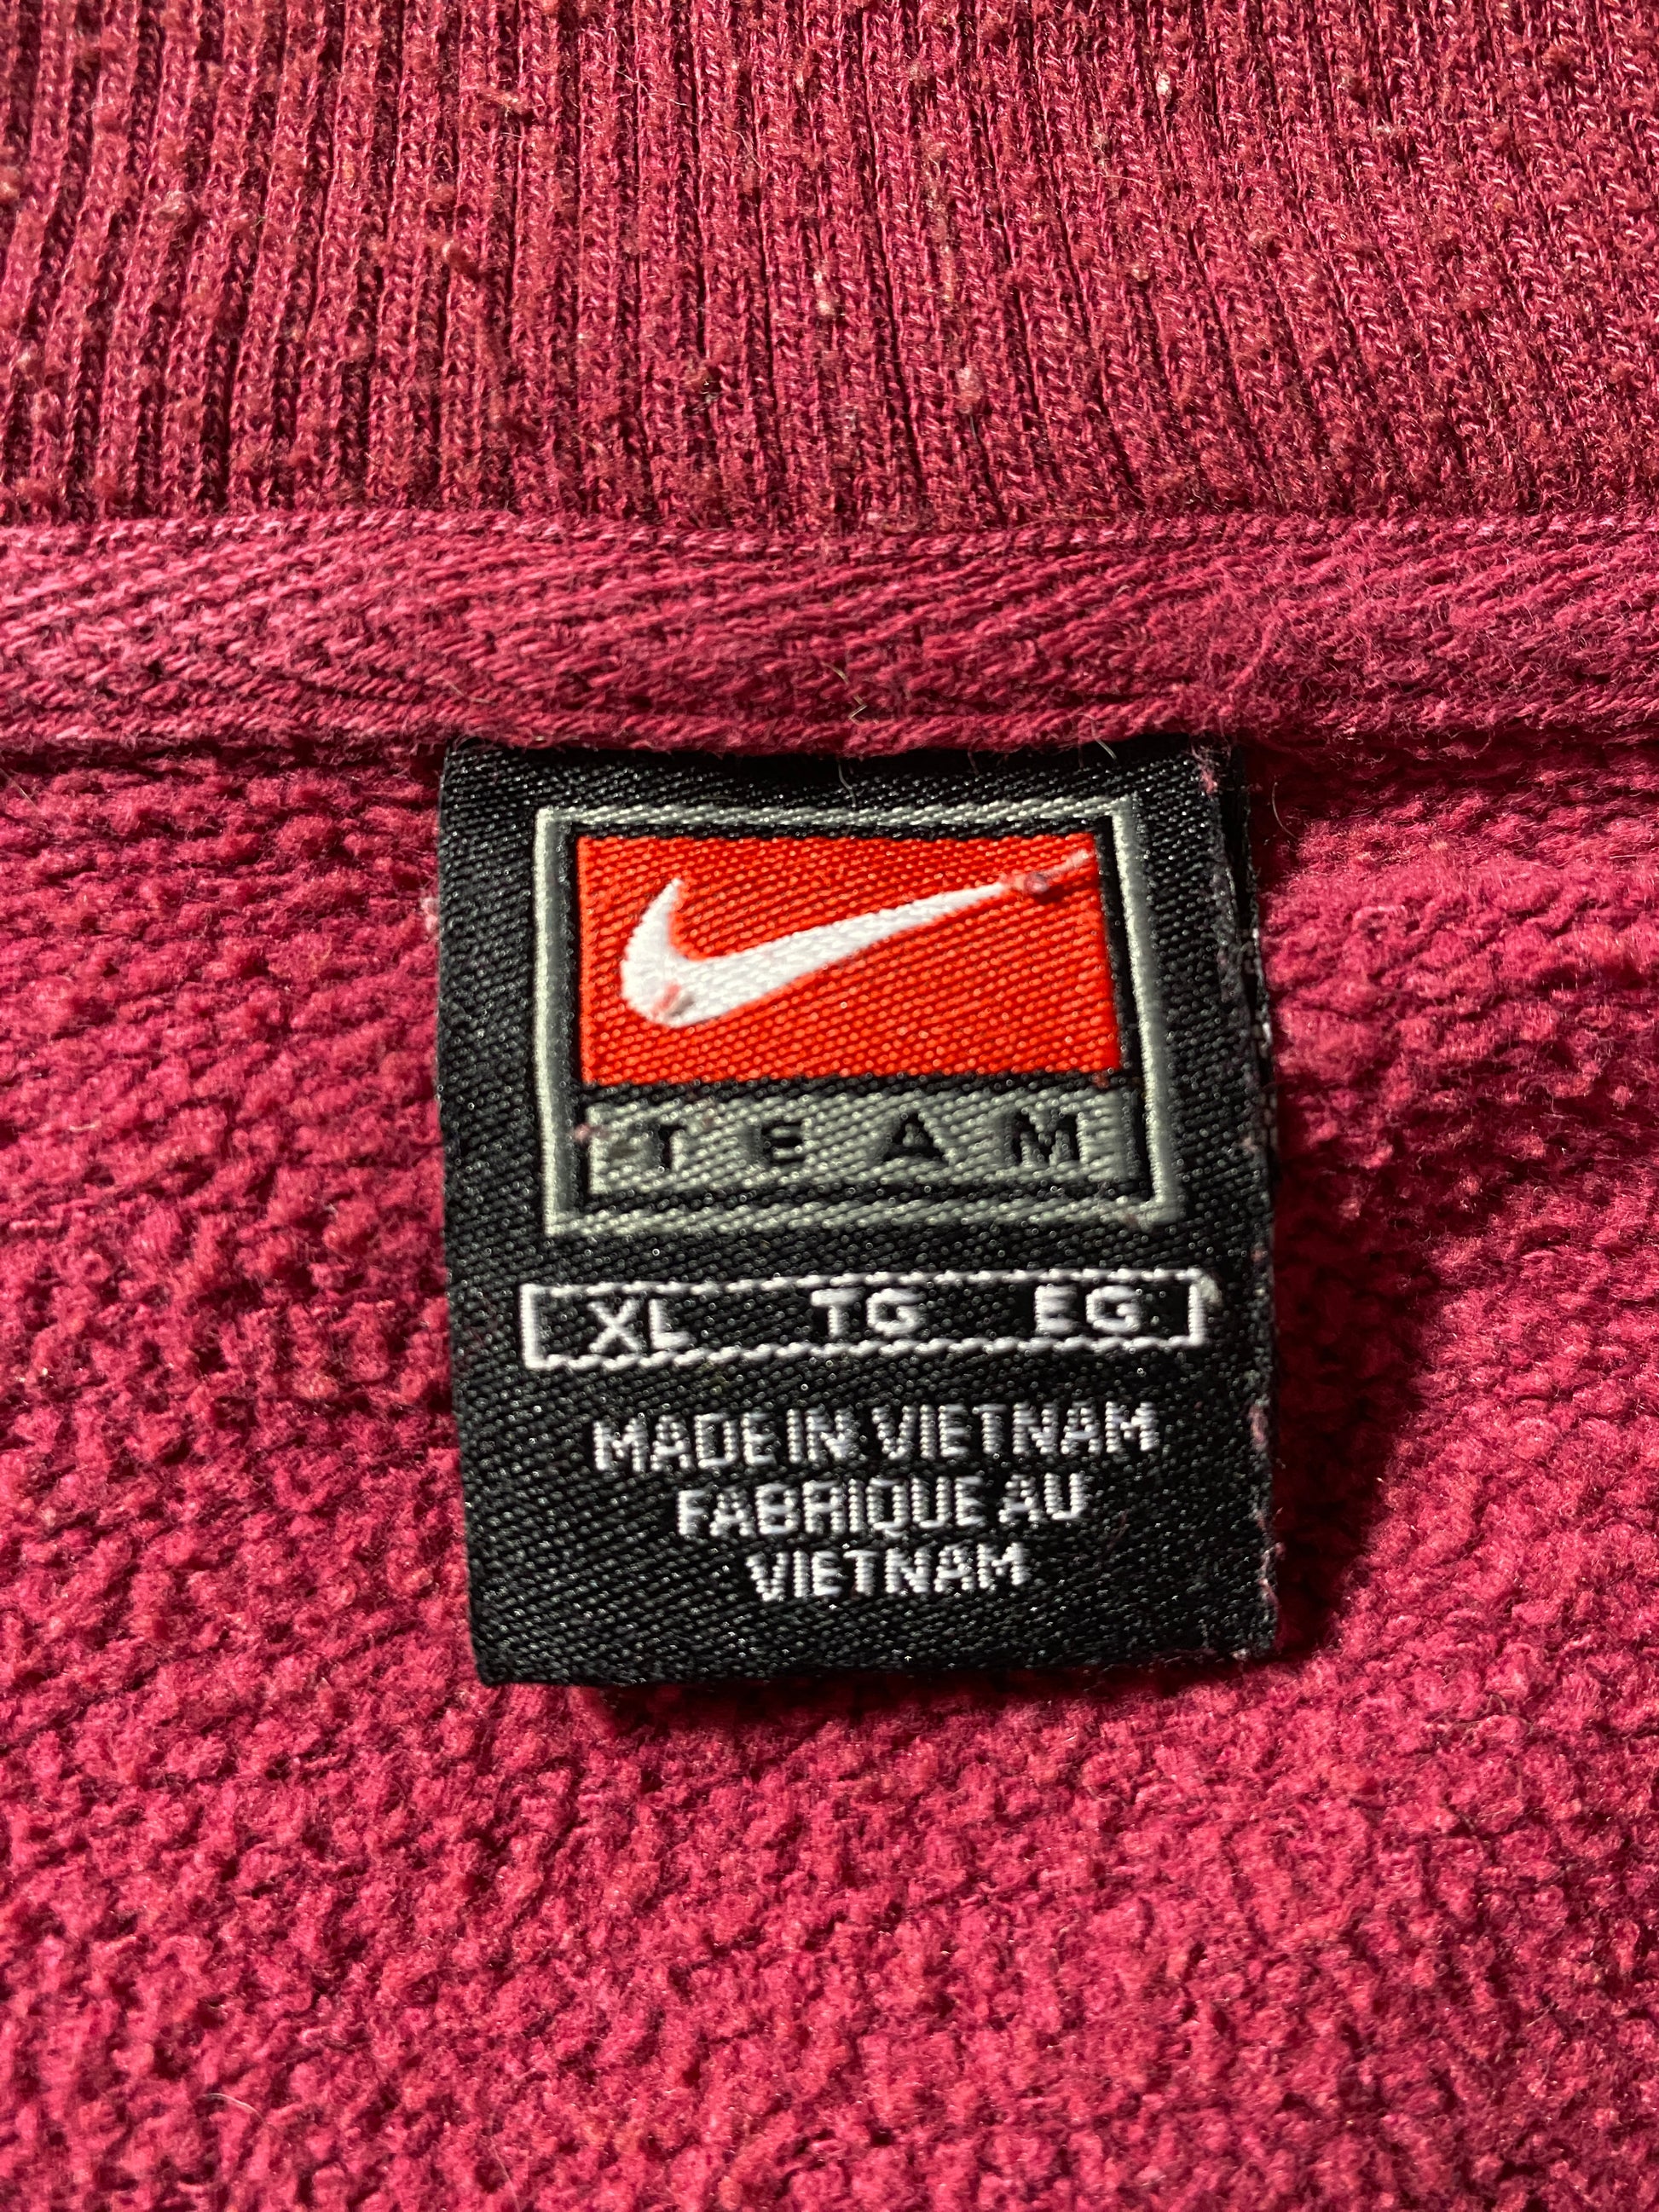 TEAM
XL TG EG
MADE IN VIETNAM
FABRIQUE AU
VIETNAM